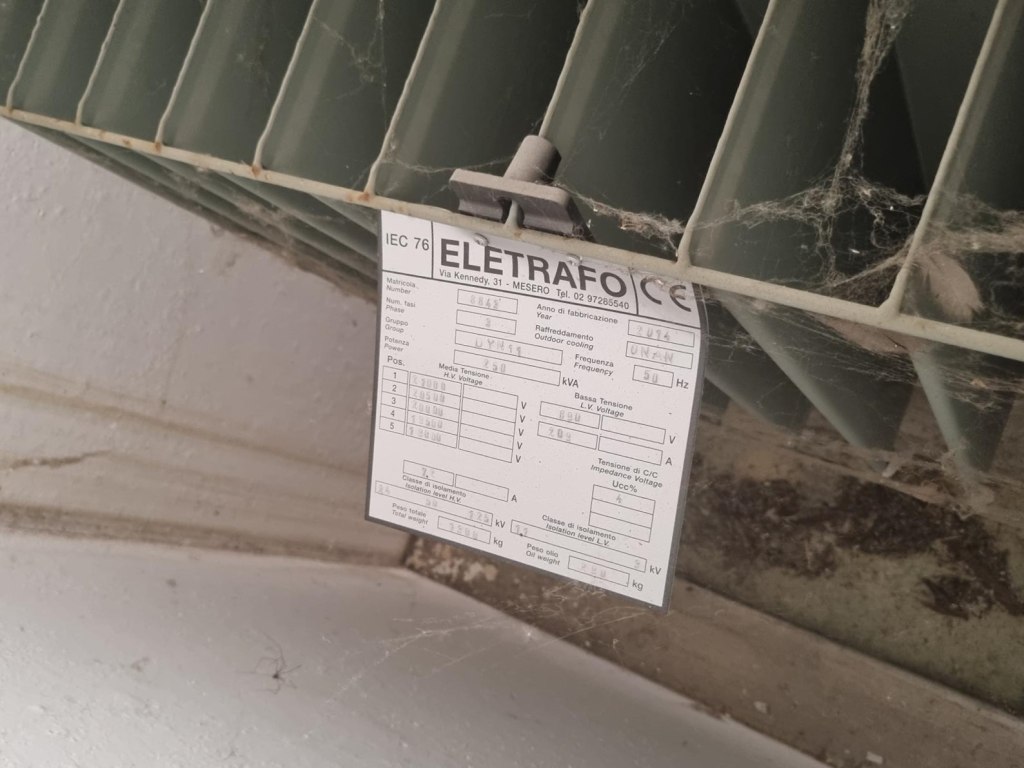 IEC 76 ELETRAFO CE
Via Kennedy, 31 - MESERO Tel. 02 97285540
Matricola
Number
Anno di fabbricazione
Year
Num. fasi
Phase
3
Raffreddamento
Outdoor cooling
ONAN
Gruppo
Group
DYN11
Frequenza
Frequency
50 Hz
Potenza
Power
250 kVA
Pos.
Media Tensione
H.V. Voltage
Bassa Tensione
L.V. Voltage
1 V
2 V
3 V
4 V
5 V
V
A
Tensione di C/C
Impedance Voltage
Ucc%
4
A
Classe di isolamento
Isolation level H.V.
125 kV
Classe di isolamento
Isolation level L.V.
3 kV
Peso totale
Total weight
kg
Peso olio
Oil weight
kg